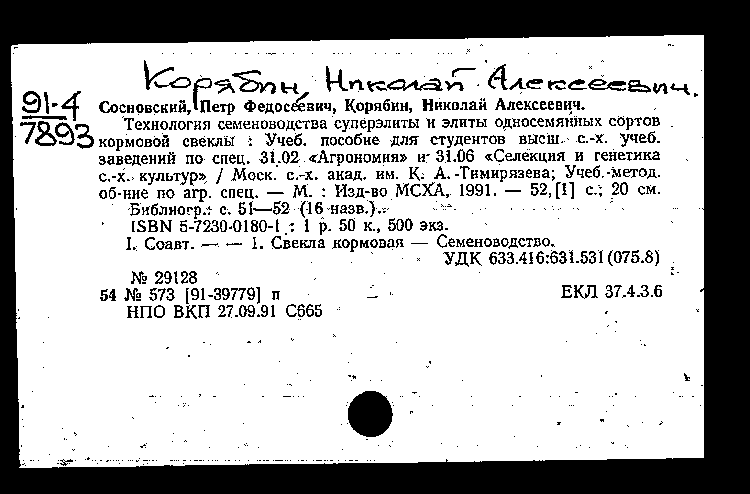 Корябин, Николай Алексеевич.
91-4
7893
Сосновский, Петр Федосеевич, Корябин, Николай Алексеевич.
Технология семеноводства суперэлиты и элиты односемянных сортов
кормовой свеклы : Учеб. пособие для студентов высш. с.-х. учеб.
заведений по спец. 31.02 «Агрономия» и 31.06 «Селекция и генетика
с.-х. культур» / Моск. с.-х. акад. им. К. А. Тимирязева; Учеб.-метод.
об-ние по агр. спец. — М. : Изд-во МСХА, 1991. — 52,[1] с.; 20 см.
Библиогр.: с. 51—52 (16 назв.).
ISBN 5-7230-0180-1 : 1 р. 50 к., 500 экз.
I. Соавт. — — 1. Свекла кормовая — Семеноводство.
УДК 633.416:631.531(075.8)
№ 29128
54 № 573 [91-39779] п ЕКЛ 37.4.3.6
НПО ВКП 27.09.91 С665